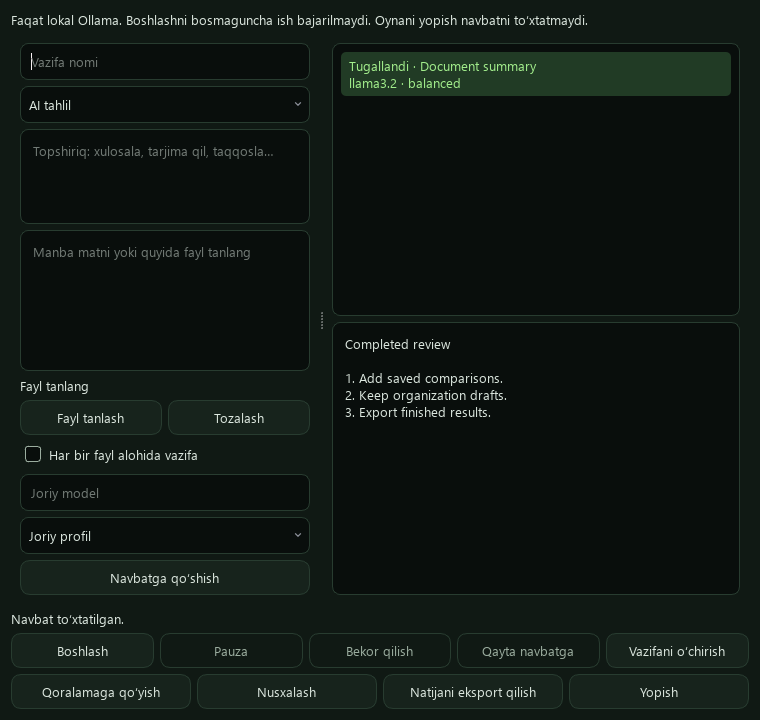 Faqat lokal Ollama. Boshlashni bosmaguncha ish bajarilmaydi. Oynani yopish navbatni to‘xtatmaydi.
Vazifa nomi
AI tahlil
Topshiriq: xulosala, tarjima qil, taqqosla…
Manba matni yoki quyida fayl tanlang
Fayl tanlang
Fayl tanlash
Tozalash
Har bir fayl alohida vazifa
Joriy model
Joriy profil
Navbatga qo‘shish
Tugallandi · Document summary
llama3.2 · balanced
Completed review
1. Add saved comparisons.
2. Keep organization drafts.
3. Export finished results.
Navbat to‘xtatilgan.
Boshlash
Pauza
Bekor qilish
Qayta navbatga
Vazifani o‘chirish
Qoralamaga qo‘yish
Nusxalash
Natijani eksport qilish
Yopish